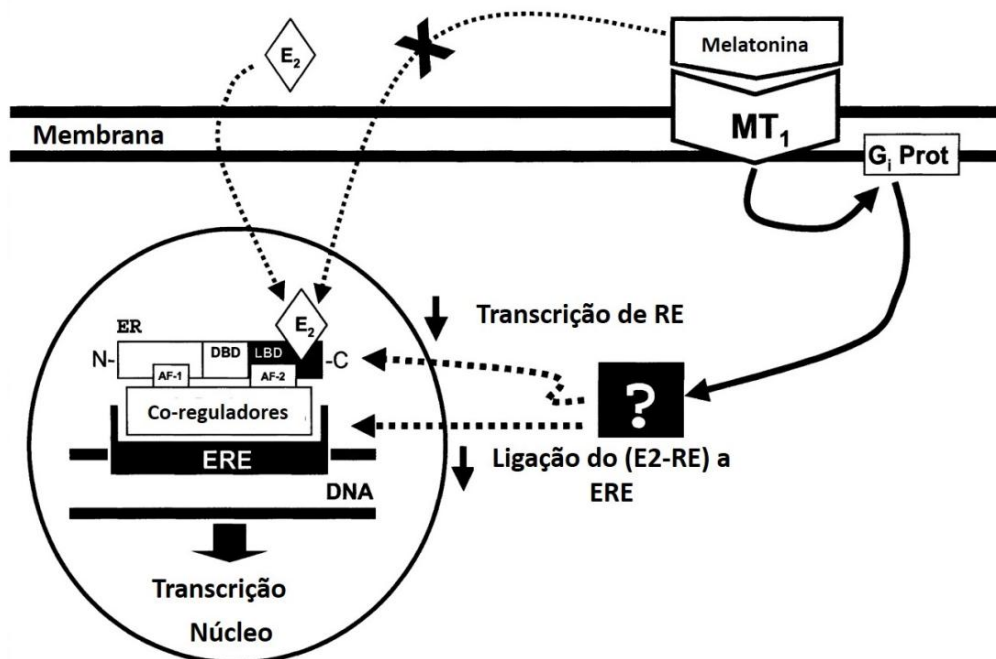 E2
Melatonina
Membrana
MT1
Gi Prot
ER
E2
N-
DBD
LBD
-C
AF-1
AF-2
Co-reguladores
ERE
DNA
Transcrição
Núcleo
Transcrição de RE
?
Ligação do (E2-RE) a
ERE